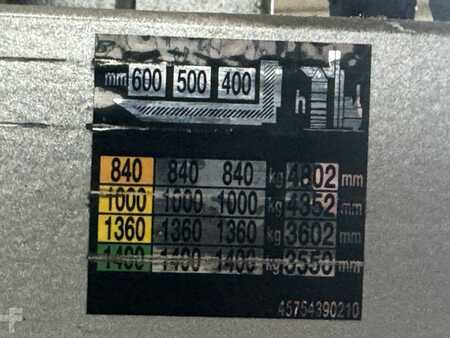 mm 600 500 400 h
840 840 840 kg 4802 mm
1000 1000 1000 kg 4352 mm
1360 1360 1360 kg 3602 mm
1400 1400 1400 kg 3550 mm
45754390210